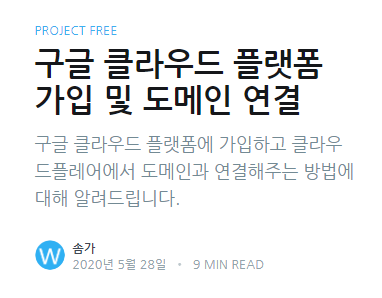 PROJECT FREE
구글 클라우드 플랫폼
가입 및 도메인 연결
구글 클라우드 플랫폼에 가입하고 클라우
드플레어에서 도메인과 연결해주는 방법에
대해 알려드립니다.
W
솜가
2020년 5월 28일 • 9 MIN READ